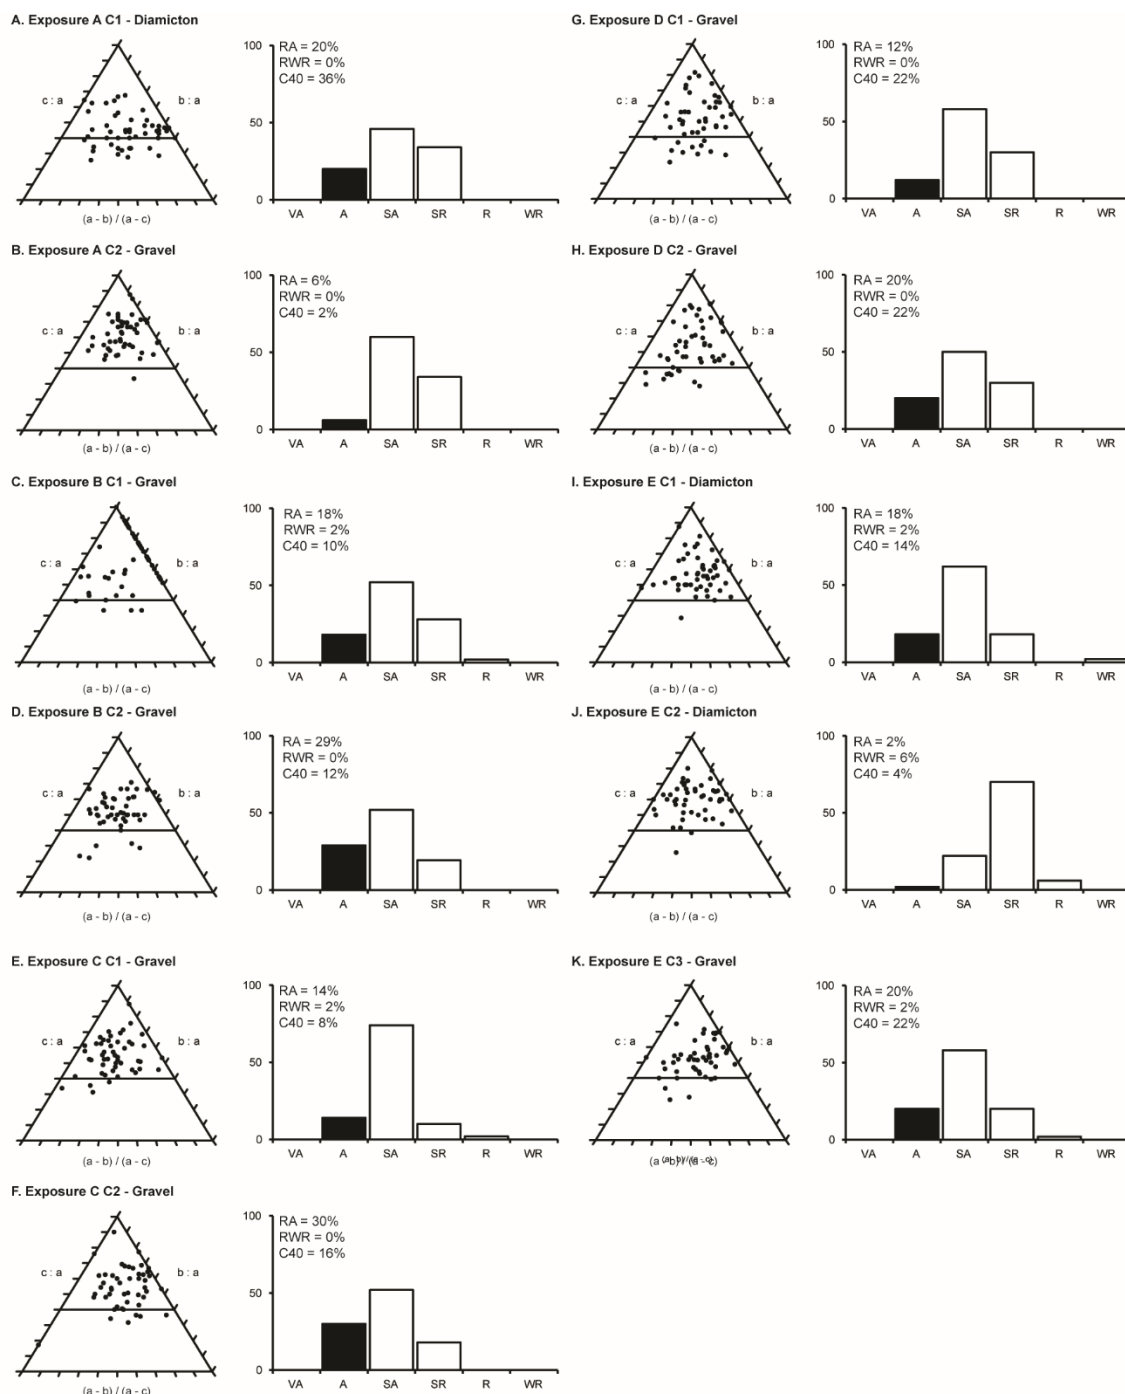 A. Exposure A C1 - Diamicton
c : a
b : a
(a - b) / (a - c)
100
50
0
RA = 20%
RWR = 0%
C40 = 36%
VA A SA SR R WR
B. Exposure A C2 - Gravel
c : a
b : a
(a - b) / (a - c)
100
50
0
RA = 6%
RWR = 0%
C40 = 2%
VA A SA SR R WR
C. Exposure B C1 - Gravel
c : a
b : a
(a - b) / (a - c)
100
50
0
RA = 18%
RWR = 2%
C40 = 10%
VA A SA SR R WR
D. Exposure B C2 - Gravel
c : a
b : a
(a - b) / (a - c)
100
50
0
RA = 29%
RWR = 0%
C40 = 12%
VA A SA SR R WR
E. Exposure C C1 - Gravel
c : a
b : a
(a - b) / (a - c)
100
50
0
RA = 14%
RWR = 2%
C40 = 8%
VA A SA SR R WR
F. Exposure C C2 - Gravel
c : a
b : a
(a - b) / (a - c)
100
50
0
RA = 30%
RWR = 0%
C40 = 16%
VA A SA SR R WR
G. Exposure D C1 - Gravel
c : a
b : a
(a - b) / (a - c)
100
50
0
RA = 12%
RWR = 0%
C40 = 22%
VA A SA SR R WR
H. Exposure D C2 - Gravel
c : a
b : a
(a - b) / (a - c)
100
50
0
RA = 20%
RWR = 0%
C40 = 22%
VA A SA SR R WR
I. Exposure E C1 - Diamicton
c : a
b : a
(a - b) / (a - c)
100
50
0
RA = 18%
RWR = 2%
C40 = 14%
VA A SA SR R WR
J. Exposure E C2 - Diamicton
c : a
b : a
(a - b) / (a - c)
100
50
0
RA = 2%
RWR = 6%
C40 = 4%
VA A SA SR R WR
K. Exposure E C3 - Gravel
c : a
b : a
(a - b) / (a - c)
(a - b) / (a - c)
100
50
0
RA = 20%
RWR = 2%
C40 = 22%
VA A SA SR R WR